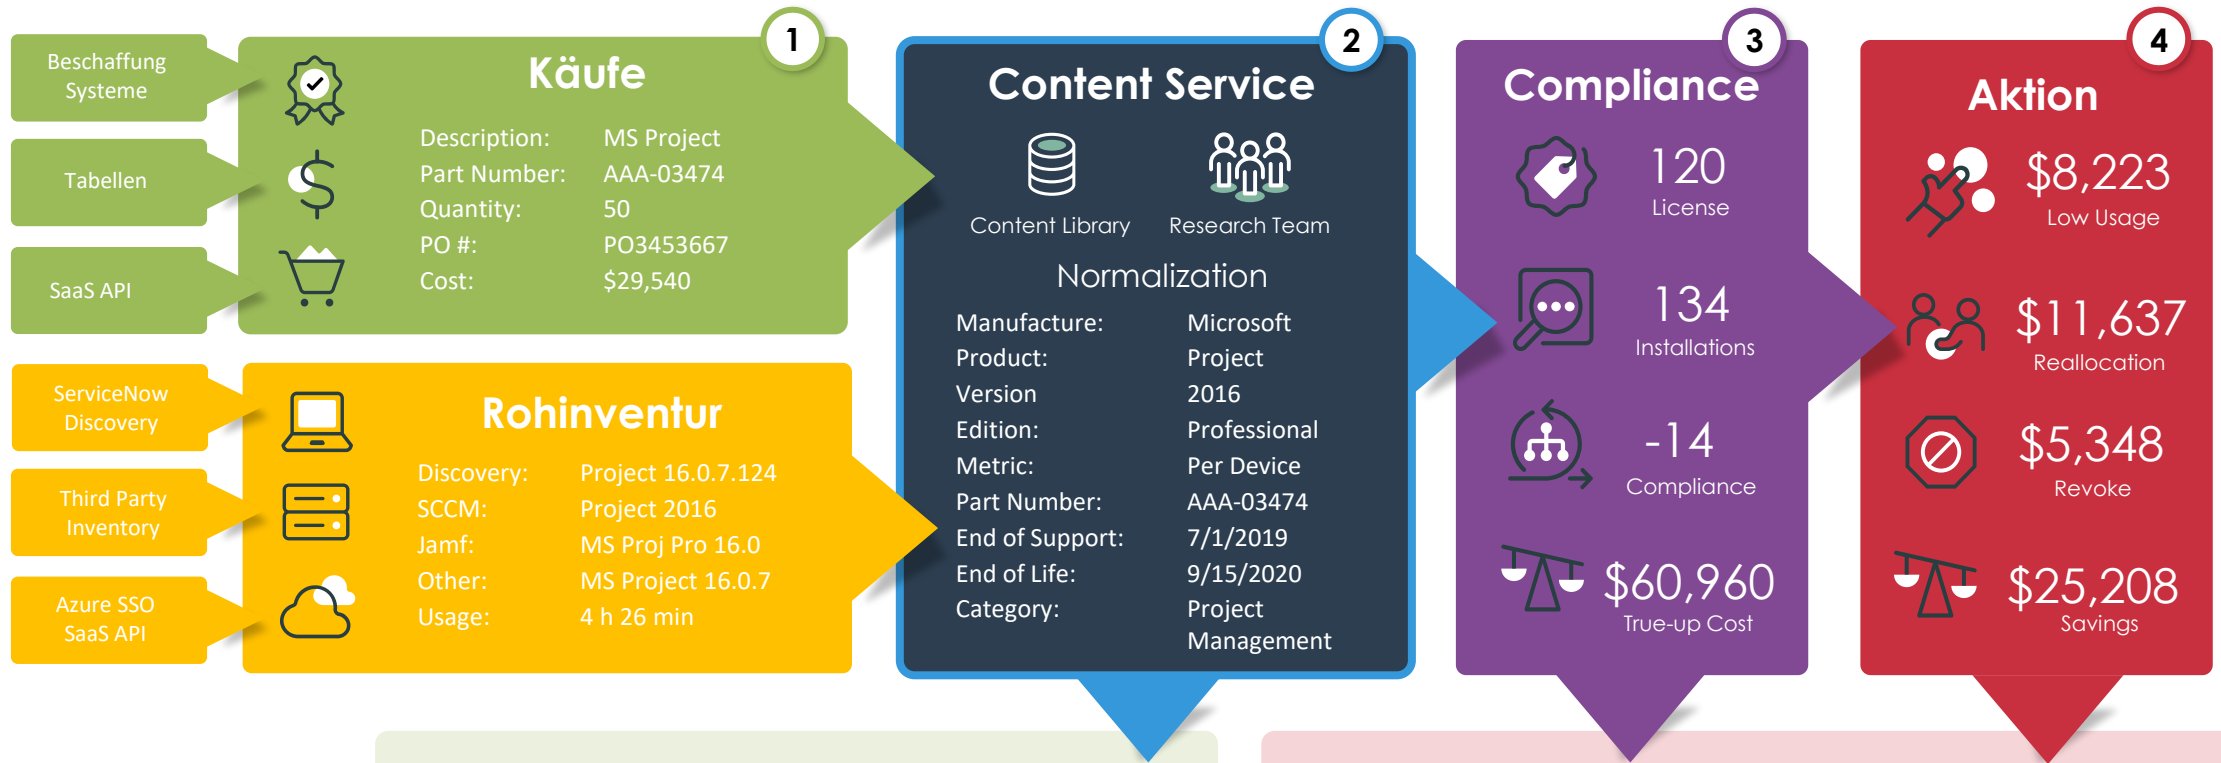 Beschaffung
Systeme
Tabellen
SaaS API
1
Käufe
Description: MS Project
Part Number: AAA-03474
Quantity: 50
PO #: PO3453667
Cost: $29,540
ServiceNow
Discovery
Third Party
Inventory
Azure SSO
SaaS API
Rohinventur
Discovery: Project 16.0.7.124
SCCM: Project 2016
Jamf: MS Proj Pro 16.0
Other: MS Project 16.0.7
Usage: 4 h 26 min
2
Content Service
Content Library Research Team
Normalization
Manufacture: Microsoft
Product: Project
Version 2016
Edition: Professional
Metric: Per Device
Part Number: AAA-03474
End of Support: 7/1/2019
End of Life: 9/15/2020
Category: Project
Management
3
Compliance
120
License
134
Installations
-14
Compliance
$60,960
True-up Cost
4
Aktion
$8,223
Low Usage
$11,637
Reallocation
$5,348
Revoke
$25,208
Savings